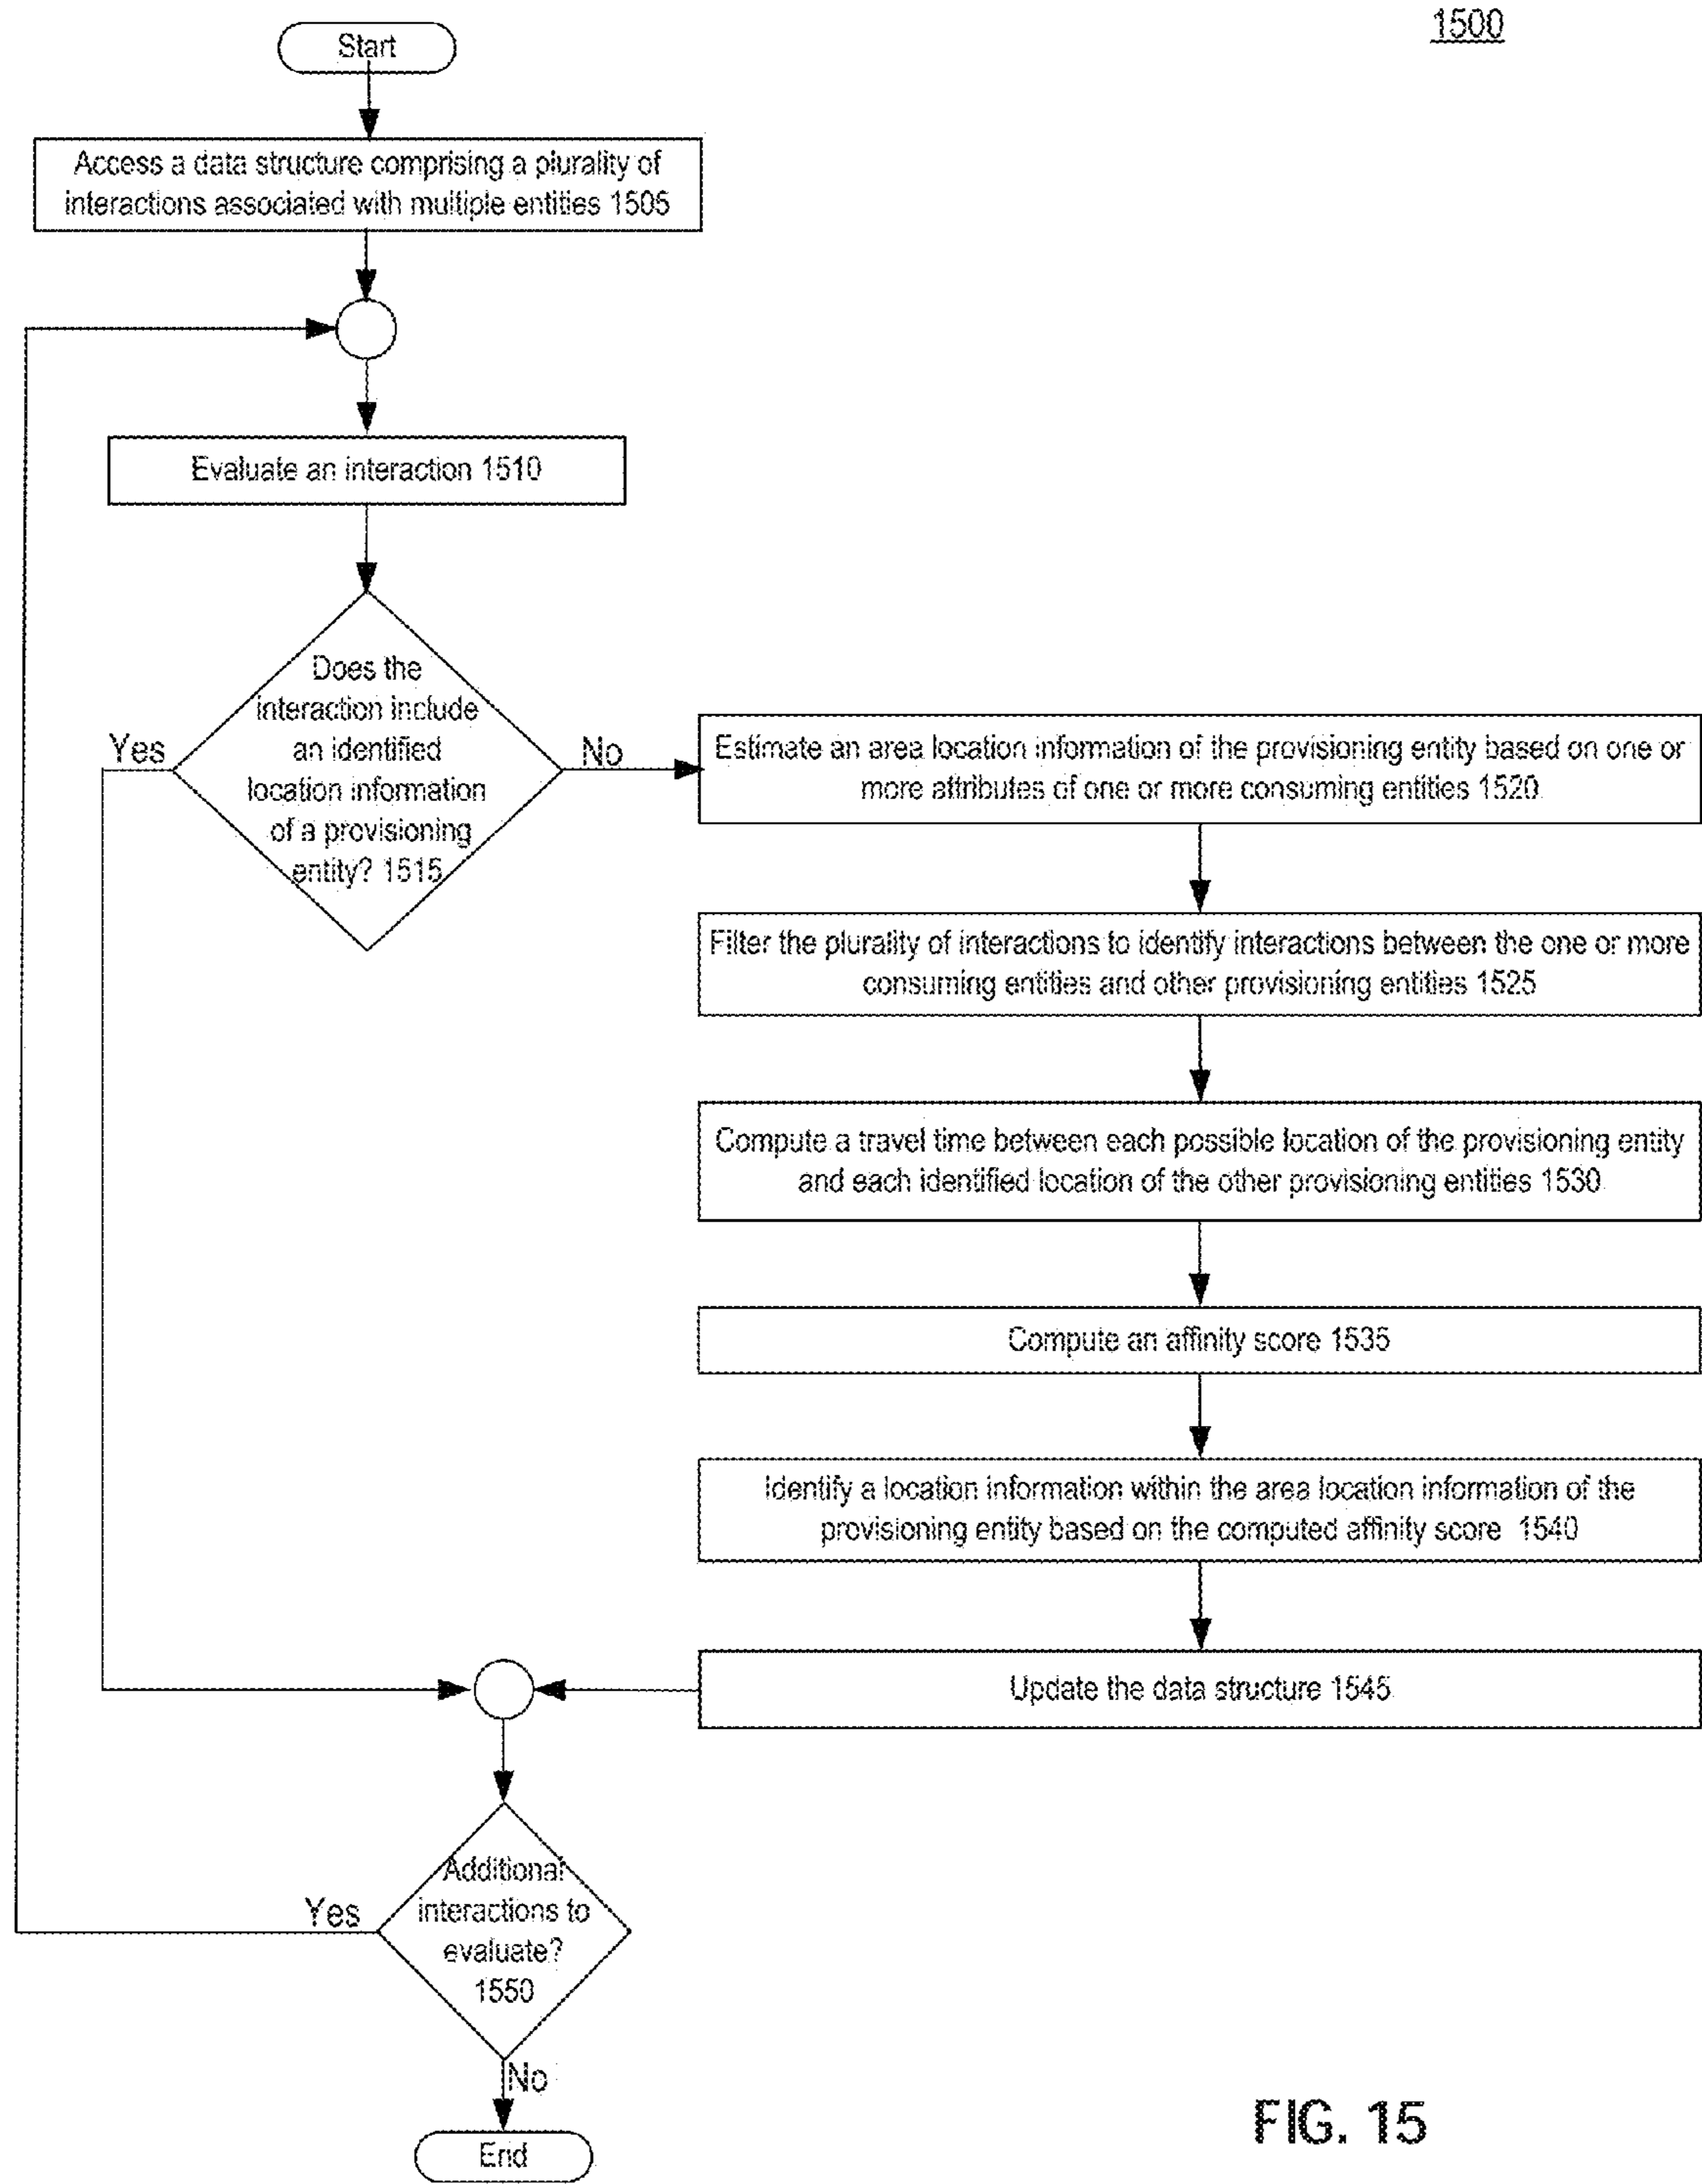 1500
Start
Access a data structure comprising a plurality of
interactions associated with multiple entities 1505
Evaluate an interaction 1510
Does the
interaction include
an identified
location information
of a provisioning
entity? 1515
Yes
No
Estimate an area location information of the provisioning entity based on one or
more attributes of one or more consuming entities 1520
Filter the plurality of interactions to identify interactions between the one or more
consuming entities and other provisioning entities 1525
Compute a travel time between each possible location of the provisioning entity
and each identified location of the other provisioning entities 1530
Compute an affinity score 1535
Identify a location information within the area location information of the
provisioning entity based on the computed affinity score 1540
Update the data structure 1545
Additional
interactions to
evaluate?
1550
Yes
No
End
FIG. 15